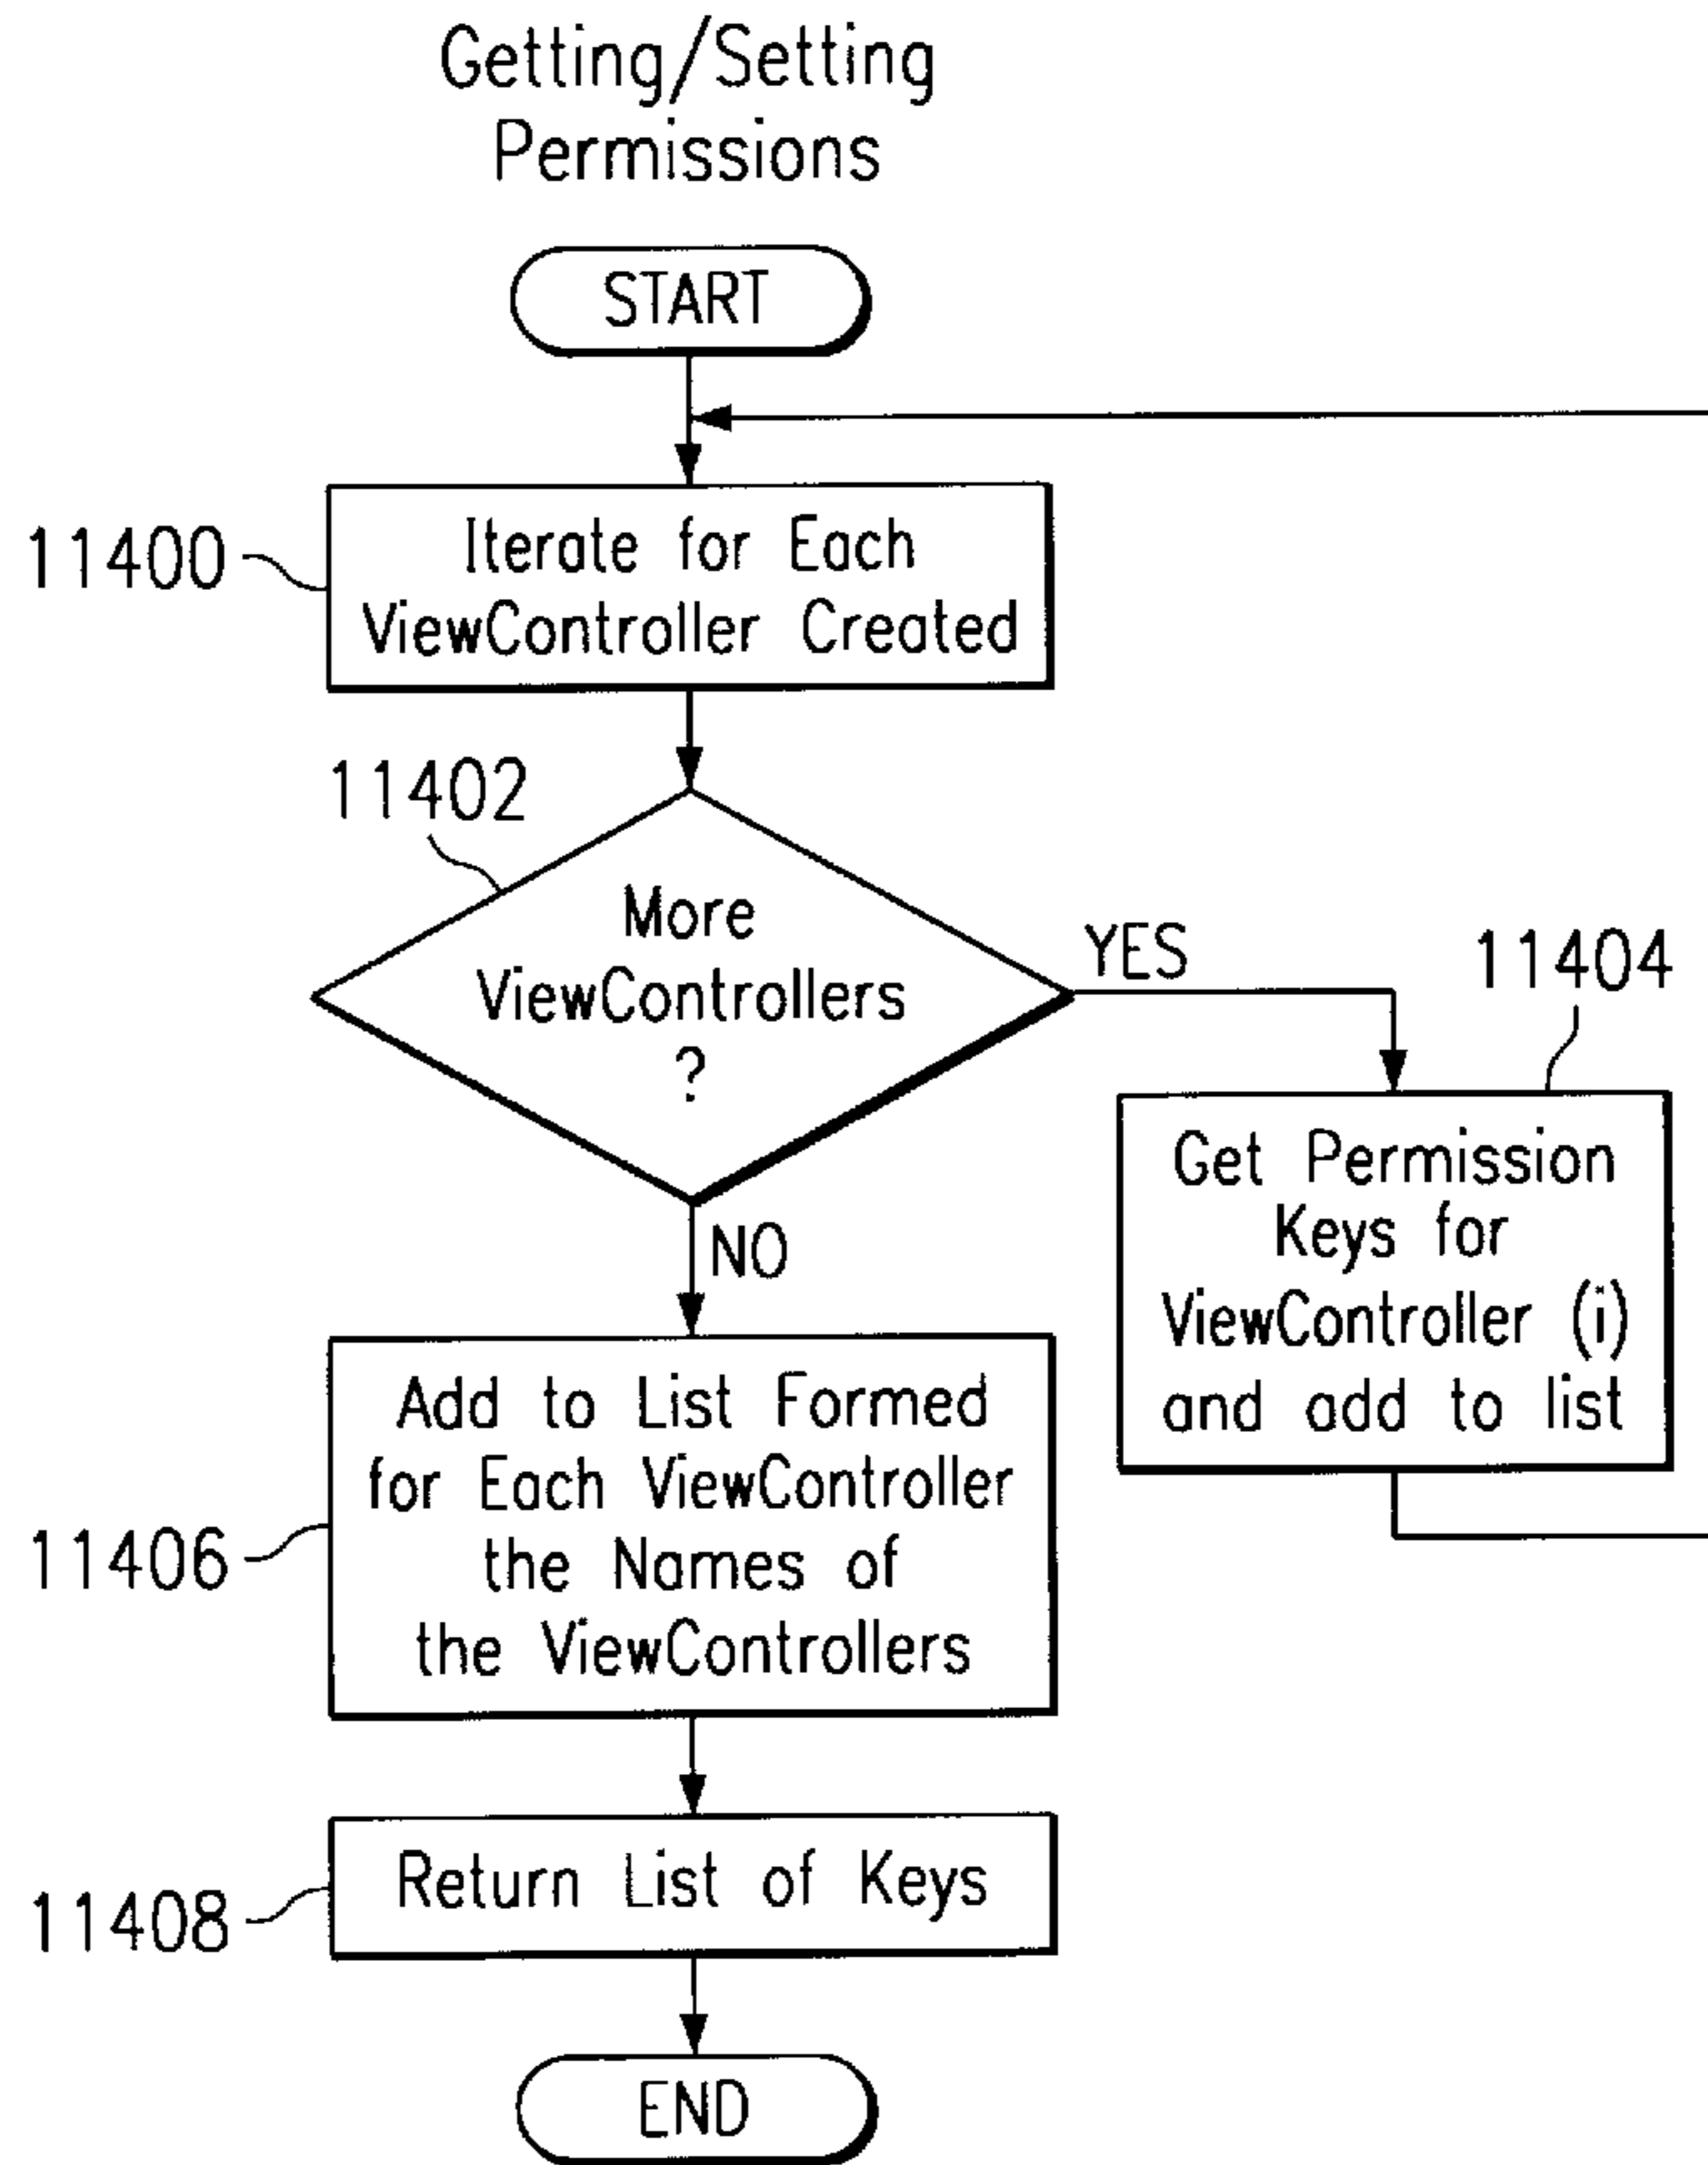 Getting/Setting
Permissions
START
11400
Iterate for Each
ViewController Created
11402
More
ViewControllers
?
YES
11404
Get Permission
Keys for
ViewController (i)
and add to list
NO
11406
Add to List Formed
for Each ViewController
the Names of
the ViewControllers
11408
Return List of Keys
END